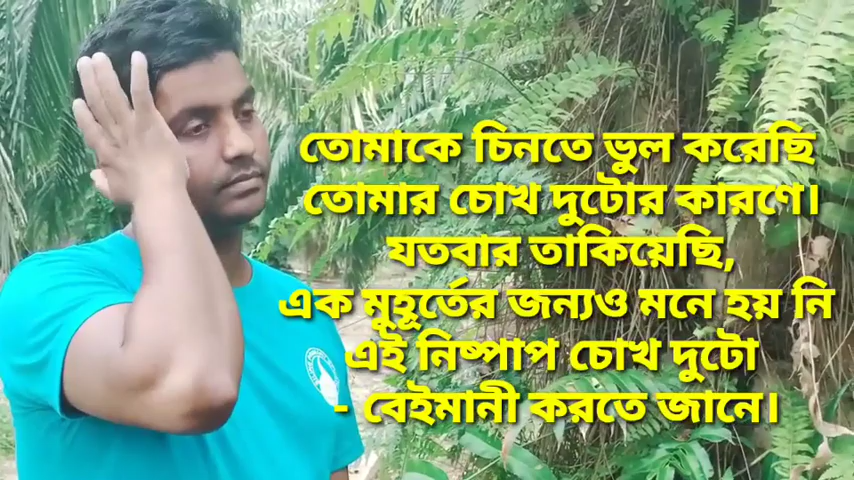 তোমাকে চিনতে ভুল করেছি
তোমার চোখ দুটোর কারণে।
যতবার তাকিয়েছি,
এক মুহূর্তের জন্যও মনে হয় নি
এই নিষ্পাপ চোখ দুটো
- বেইমানী করতে জানে।